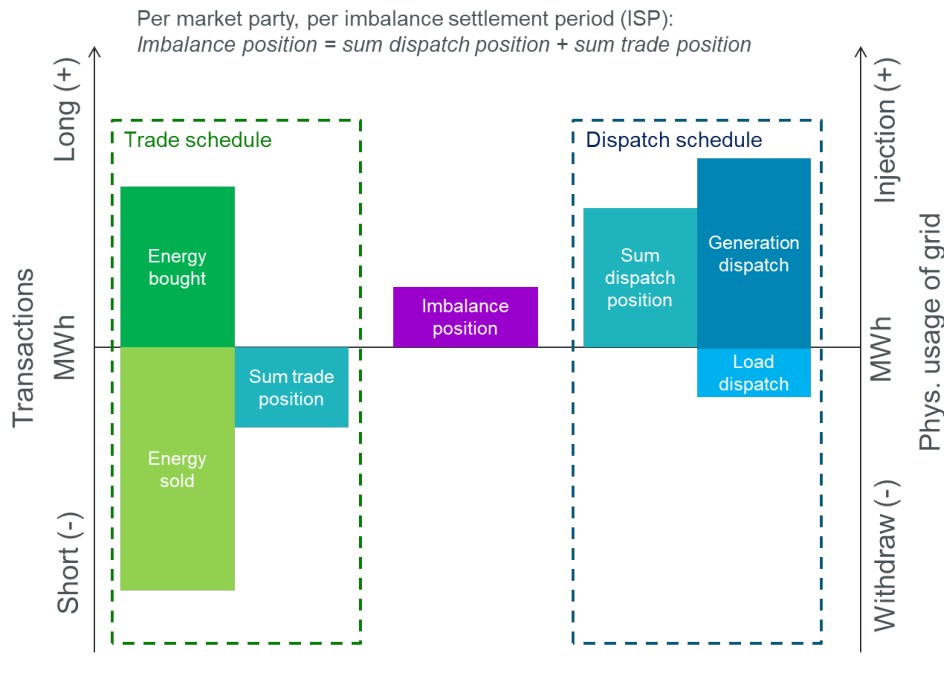 Per market party, per imbalance settlement period (ISP):
Imbalance position = sum dispatch position + sum trade position
Transactions
MWh
Long (+)
Short (-)
Trade schedule
Energy
bought
Energy
sold
Sum trade
position
Imbalance
position
Dispatch schedule
Sum
dispatch
position
Generation
dispatch
Load
dispatch
Injection (+)
MWh
Withdraw (-)
Phys. usage of grid